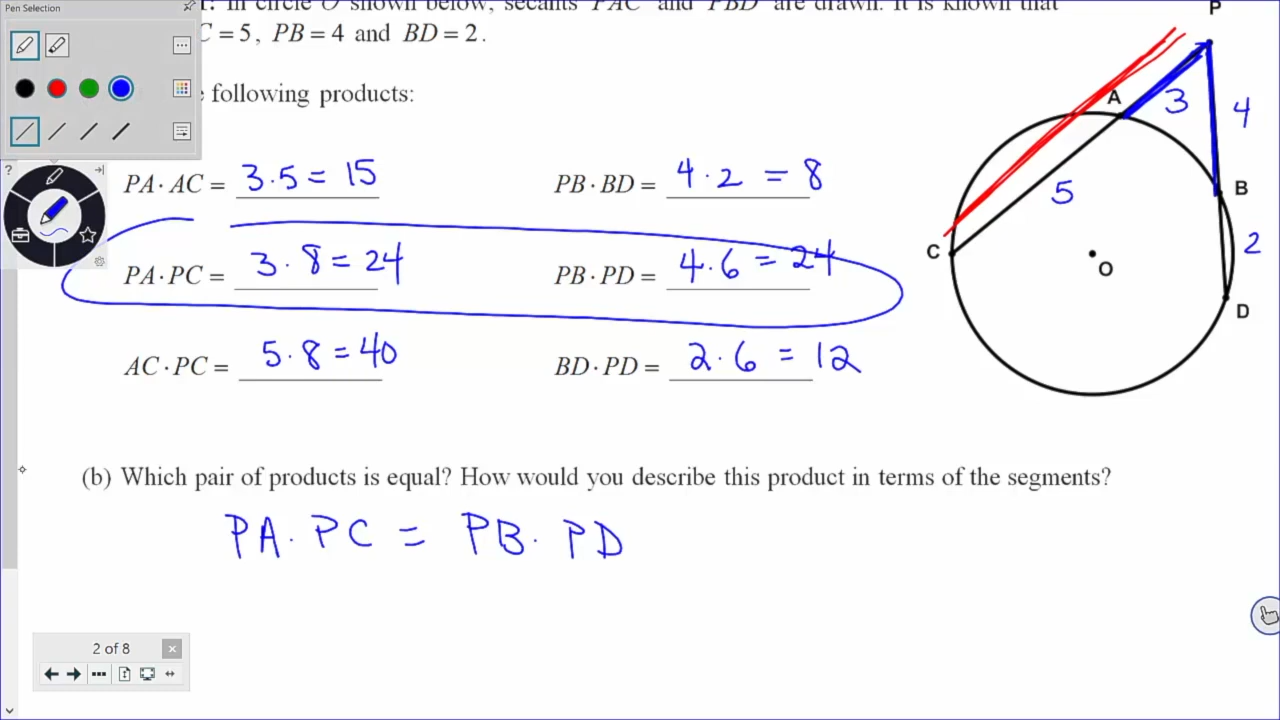 Pen Selection
In circle O shown below, secants PAC and PBD are drawn. It is known that
C = 5, PB = 4 and BD = 2.
following products:
PA · AC = 3 . 5 = 15
PB · BD = 4 . 2 = 8
PA · PC = 3 . 8 = 24
PB · PD = 4 . 6 = 24
AC · PC = 5 . 8 = 40
BD · PD = 2 . 6 = 12
P
A
3
4
5
B
C
2
O
D
(b) Which pair of products is equal? How would you describe this product in terms of the segments?
PA . PC = PB . PD
2 of 8